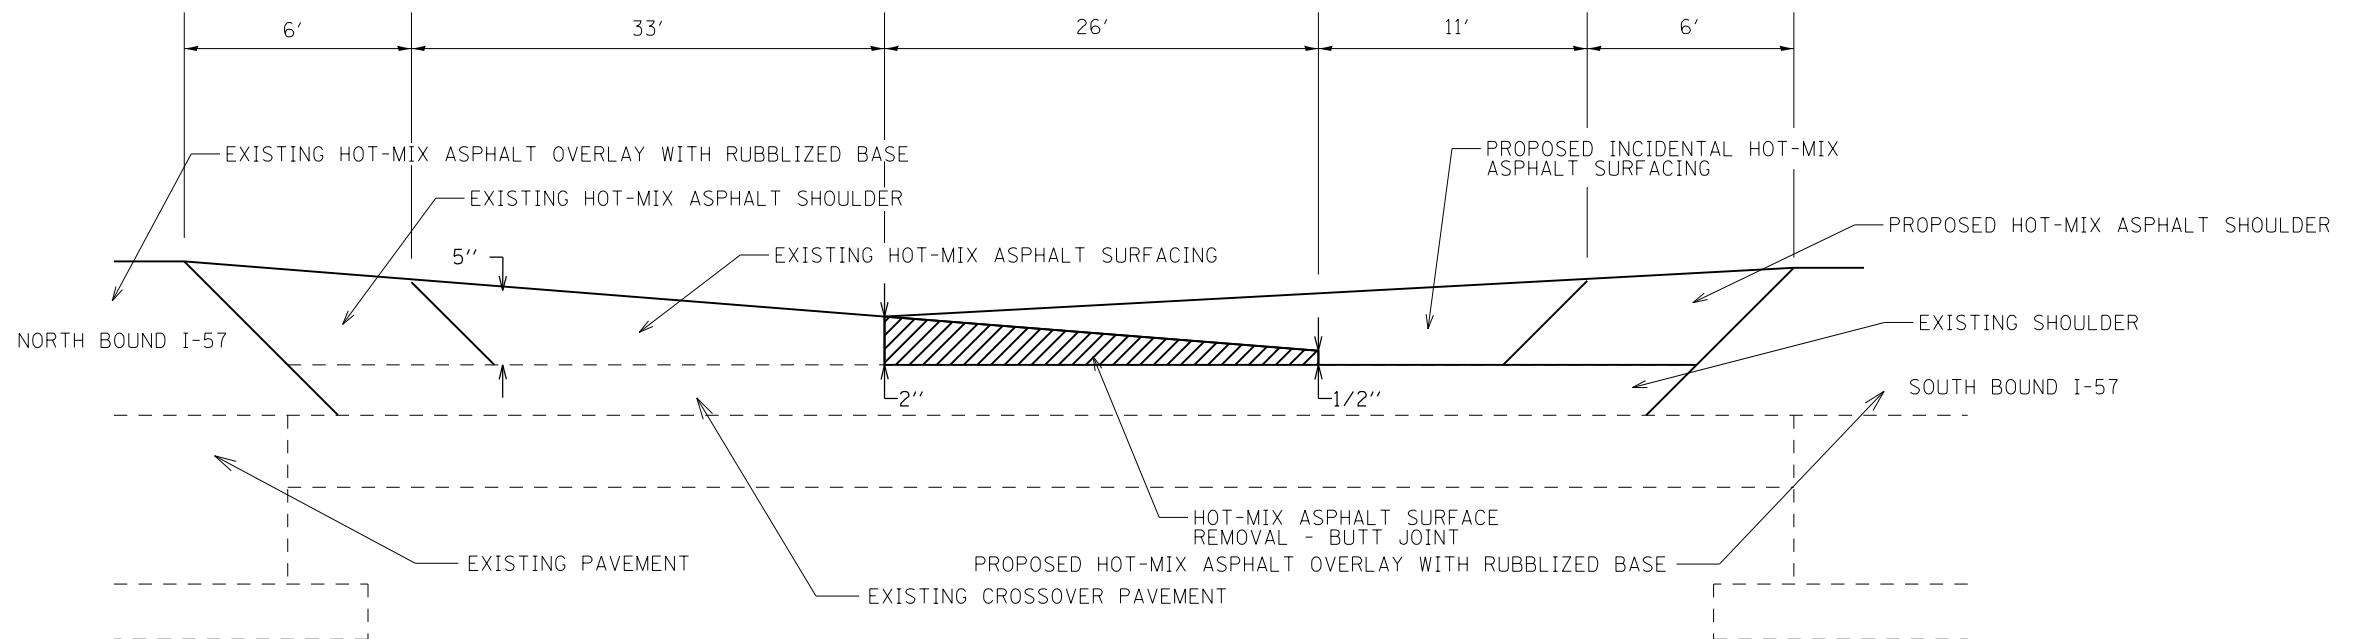 6′
33′
26′
11′
6′
EXISTING HOT-MIX ASPHALT OVERLAY WITH RUBBLIZED BASE
PROPOSED INCIDENTAL HOT-MIX
ASPHALT SURFACING
EXISTING HOT-MIX ASPHALT SHOULDER
PROPOSED HOT-MIX ASPHALT SHOULDER
5′′
EXISTING HOT-MIX ASPHALT SURFACING
EXISTING SHOULDER
NORTH BOUND I-57
SOUTH BOUND I-57
2′′
1/2′′
HOT-MIX ASPHALT SURFACE
REMOVAL - BUTT JOINT
EXISTING PAVEMENT
PROPOSED HOT-MIX ASPHALT OVERLAY WITH RUBBLIZED BASE
EXISTING CROSSOVER PAVEMENT